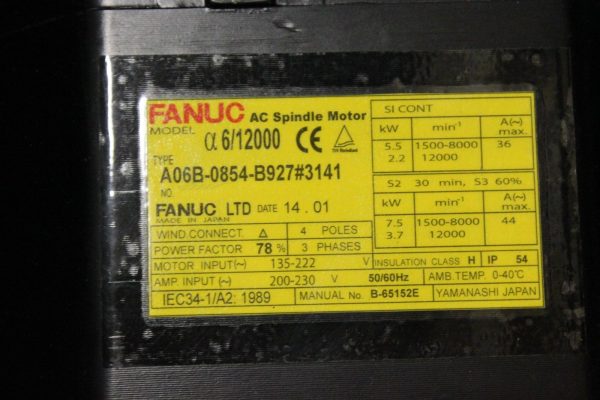 FANUC AC Spindle Motor
MODEL α 6/12000 CE
TYPE A06B-0854-B927#3141
NO.
FANUC LTD DATE 14.01
MADE IN JAPAN
WIND.CONNECT. △ 4 POLES
POWER FACTOR 78 % 3 PHASES
SI CONT
kW min⁻¹ A(~) max.
5.5 1500-8000 36
2.2 12000
S2 30 min, S3 60%
kW min⁻¹ A(~) max.
7.5 1500-8000 44
3.7 12000
MOTOR INPUT(~) 135-222 V INSULATION CLASS H IP 54
AMP. INPUT(~) 200-230 V 50/60Hz AMB.TEMP. 0-40℃
IEC34-1/A2: 1989 MANUAL No. B-65152E YAMANASHI JAPAN